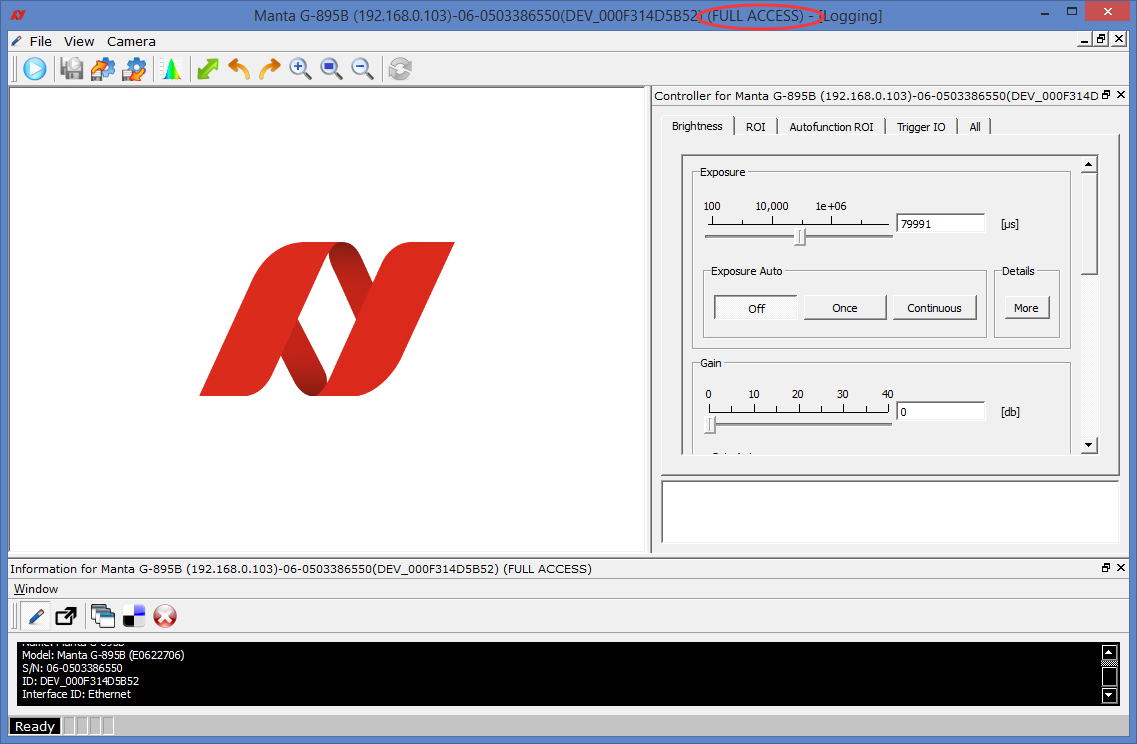 Manta G-895B (192.168.0.103)-06-0503386550(DEV_000F314D5B52) (FULL ACCESS) - [Logging]
File View Camera
Controller for Manta G-895B (192.168.0.103)-06-0503386550(DEV_000F314D
Brightness ROI Autofunction ROI Trigger IO All
Exposure
100 10,000 1e+06
79991 [µs]
Exposure Auto Details
Off Once Continuous More
Gain
0 10 20 30 40
0 [db]
Information for Manta G-895B (192.168.0.103)-06-0503386550(DEV_000F314D5B52) (FULL ACCESS)
Window
Model: Manta G-895B (E0622706)
S/N: 06-0503386550
ID: DEV_000F314D5B52
Interface ID: Ethernet
Ready